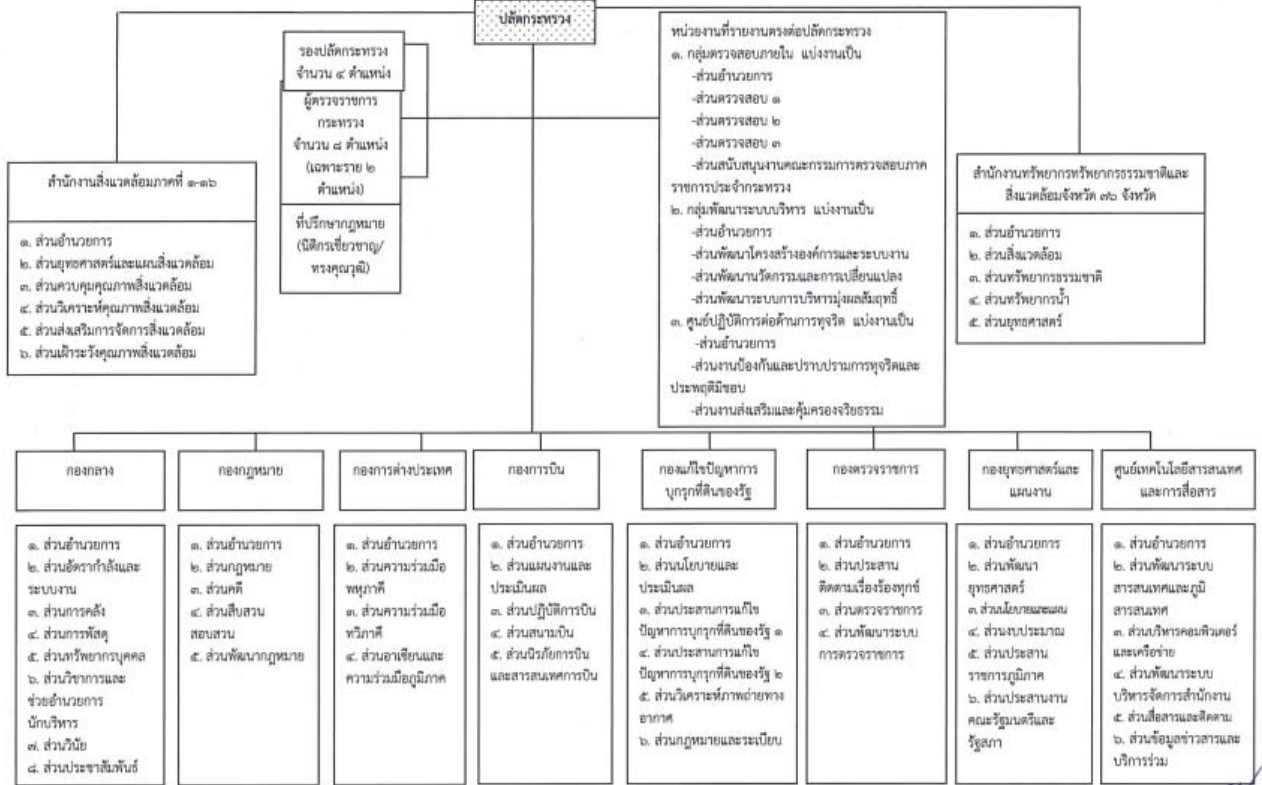 ปลัดกระทรวง
รองปลัดกระทรวง
จำนวน ๔ ตำแหน่ง
ผู้ตรวจราชการ
กระทรวง
จำนวน ๘ ตำแหน่ง
(เฉพาะราย ๒
ตำแหน่ง)
ที่ปรึกษากฎหมาย
(นิติกรเชี่ยวชาญ/
ทรงคุณวุฒิ)
หน่วยงานที่รายงานตรงต่อปลัดกระทรวง
๑. กลุ่มตรวจสอบภายใน แบ่งงานเป็น
-ส่วนอำนวยการ
-ส่วนตรวจสอบ ๑
-ส่วนตรวจสอบ ๒
-ส่วนตรวจสอบ ๓
-ส่วนสนับสนุนงานคณะกรรมการตรวจสอบภาค
ราชการประจำกระทรวง
๒. กลุ่มพัฒนาระบบบริหาร แบ่งงานเป็น
-ส่วนอำนวยการ
-ส่วนพัฒนาโครงสร้างองค์การและระบบงาน
-ส่วนพัฒนานวัตกรรมและการเปลี่ยนแปลง
-ส่วนพัฒนาระบบการบริหารมุ่งผลสัมฤทธิ์
๓. ศูนย์ปฏิบัติการต่อต้านการทุจริต แบ่งงานเป็น
-ส่วนอำนวยการ
-ส่วนงานป้องกันและปราบปรามการทุจริตและ
ประพฤติมิชอบ
-ส่วนงานส่งเสริมและคุ้มครองจริยธรรม
สำนักงานสิ่งแวดล้อมภาคที่ ๑-๑๖
๑. ส่วนอำนวยการ
๒. ส่วนยุทธศาสตร์และแผนสิ่งแวดล้อม
๓. ส่วนควบคุมคุณภาพสิ่งแวดล้อม
๔. ส่วนวิเคราะห์คุณภาพสิ่งแวดล้อม
๕. ส่วนส่งเสริมการจัดการสิ่งแวดล้อม
๖. ส่วนเฝ้าระวังคุณภาพสิ่งแวดล้อม
สำนักงานทรัพยากรทรัพยากรธรรมชาติและ
สิ่งแวดล้อมจังหวัด ๗๖ จังหวัด
๑. ส่วนอำนวยการ
๒. ส่วนสิ่งแวดล้อม
๓. ส่วนทรัพยากรธรรมชาติ
๔. ส่วนทรัพยากรน้ำ
๕. ส่วนยุทธศาสตร์
กองกลาง
๑. ส่วนอำนวยการ
๒. ส่วนอัตรากำลังและ
ระบบงาน
๓. ส่วนการคลัง
๔. ส่วนการพัสดุ
๕. ส่วนทรัพยากรบุคคล
๖. ส่วนวิชาการและ
ช่วยอำนวยการ
นักบริหาร
๗. ส่วนวินัย
๘. ส่วนประชาสัมพันธ์
กองกฎหมาย
๑. ส่วนอำนวยการ
๒. ส่วนกฎหมาย
๓. ส่วนคดี
๔. ส่วนสืบสวน
สอบสวน
๕. ส่วนพัฒนากฎหมาย
กองการต่างประเทศ
๑. ส่วนอำนวยการ
๒. ส่วนความร่วมมือ
พหุภาคี
๓. ส่วนความร่วมมือ
ทวิภาคี
๔. ส่วนอาเซียนและ
ความร่วมมือภูมิภาค
กองการบิน
๑. ส่วนอำนวยการ
๒. ส่วนแผนงานและ
ประเมินผล
๓. ส่วนปฏิบัติการบิน
๔. ส่วนสนามบิน
๕. ส่วนนิรภัยการบิน
และสารสนเทศการบิน
กองแก้ไขปัญหาการ
บุกรุกที่ดินของรัฐ
๑. ส่วนอำนวยการ
๒. ส่วนนโยบายและ
ประเมินผล
๓. ส่วนประสานการแก้ไข
ปัญหาการบุกรุกที่ดินของรัฐ ๑
๔. ส่วนประสานการแก้ไข
ปัญหาการบุกรุกที่ดินของรัฐ ๒
๕. ส่วนวิเคราะห์ภาพถ่ายทาง
อากาศ
๖. ส่วนกฎหมายและระเบียบ
กองตรวจราชการ
๑. ส่วนอำนวยการ
๒. ส่วนประสาน
ติดตามเรื่องร้องทุกข์
๓. ส่วนตรวจราชการ
๔. ส่วนพัฒนาระบบ
การตรวจราชการ
กองยุทธศาสตร์และ
แผนงาน
๑. ส่วนอำนวยการ
๒. ส่วนพัฒนา
ยุทธศาสตร์
๓. ส่วนนโยบายและแผน
๔. ส่วนงบประมาณ
๕. ส่วนประสาน
ราชการภูมิภาค
๖. ส่วนประสานงาน
คณะรัฐมนตรีและ
รัฐสภา
ศูนย์เทคโนโลยีสารสนเทศ
และการสื่อสาร
๑. ส่วนอำนวยการ
๒. ส่วนพัฒนาระบบ
สารสนเทศและภูมิ
สารสนเทศ
๓. ส่วนบริหารคอมพิวเตอร์
และเครือข่าย
๔. ส่วนพัฒนาระบบ
บริหารจัดการสำนักงาน
๕. ส่วนสื่อสารและติดตาม
๖. ส่วนข้อมูลข่าวสารและ
บริการร่วม